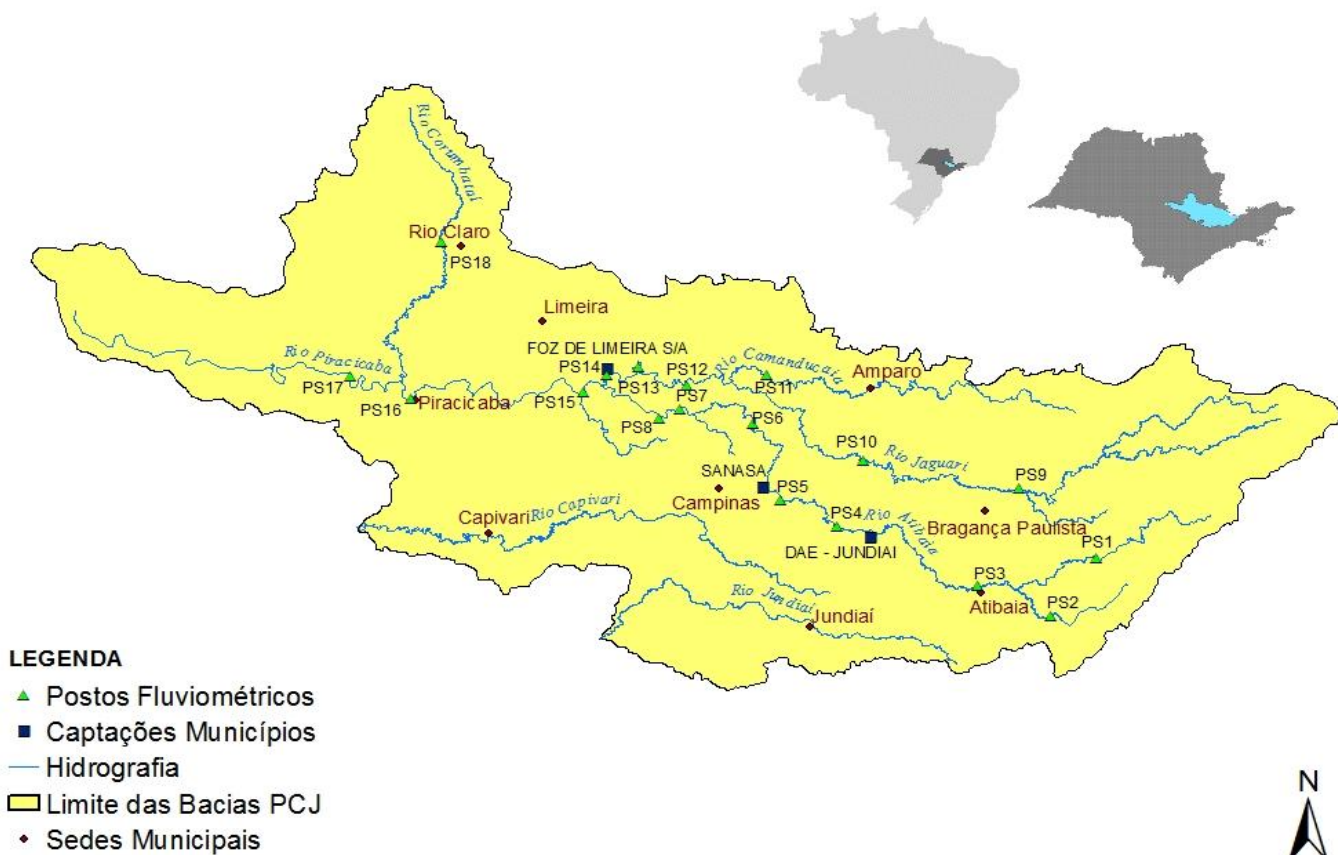 Rio Corumbataí
Rio Claro
PS18
Limeira
FOZ DE LIMEIRA S/A
Rio Camanducaia
Amparo
Rio Piracicaba
PS17
PS14
PS13
PS12
PS11
PS16
Piracicaba
PS15
PS7
PS8
PS6
PS10
Rio Jaguari
PS9
SANASA
PS5
Campinas
PS4
Rio Atibaia
Bragança Paulista
Capivari
Rio Capivari
DAE - JUNDIAI
PS1
PS3
Atibaia
PS2
Rio Jundiaí
Jundiaí
LEGENDA
Postos Fluviométricos
Captações Municípios
Hidrografia
Limite das Bacias PCJ
Sedes Municipais
N